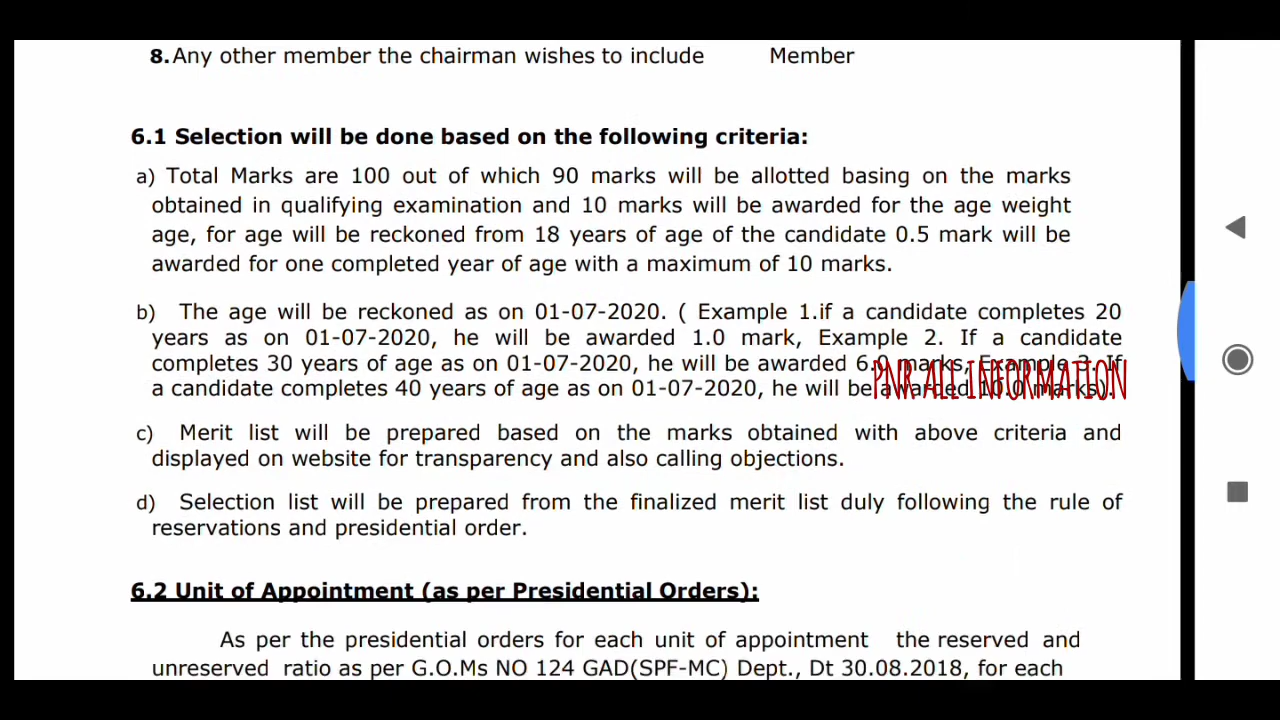 8. Any other member the chairman wishes to include Member
6.1 Selection will be done based on the following criteria:
a) Total Marks are 100 out of which 90 marks will be allotted basing on the marks
obtained in qualifying examination and 10 marks will be awarded for the age weight
age, for age will be reckoned from 18 years of age of the candidate 0.5 mark will be
awarded for one completed year of age with a maximum of 10 marks.
b) The age will be reckoned as on 01-07-2020. ( Example 1.if a candidate completes 20
years as on 01-07-2020, he will be awarded 1.0 mark, Example 2. If a candidate
completes 30 years of age as on 01-07-2020, he will be awarded 6.0 marks, Example 3. If
a candidate completes 40 years of age as on 01-07-2020, he will be awarded 10.0 marks).
PNR ALL INFORMATION
c) Merit list will be prepared based on the marks obtained with above criteria and
displayed on website for transparency and also calling objections.
d) Selection list will be prepared from the finalized merit list duly following the rule of
reservations and presidential order.
6.2 Unit of Appointment (as per Presidential Orders):
As per the presidential orders for each unit of appointment the reserved and
unreserved ratio as per G.O.Ms NO 124 GAD(SPF-MC) Dept., Dt 30.08.2018, for each